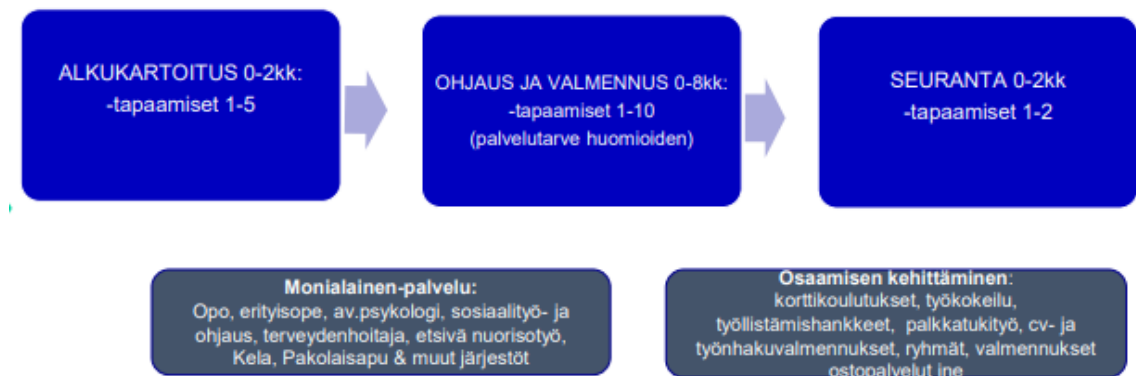 ALKUKARTOITUS 0-2kk:
-tapaamiset 1-5
OHJAUS JA VALMENNUS 0-8kk:
-tapaamiset 1-10
(palvelutarve huomioiden)
SEURANTA 0-2kk
-tapaamiset 1-2
Monialainen-palvelu:
Opo, erityisope, av.psykologi, sosiaalityö- ja
ohjaus, terveydenhoitaja, etsivä nuorisotyö,
Kela, Pakolaisapu & muut järjestöt
Osaamisen kehittäminen:
korttikoulutukset, työkokeilu,
työllistämishankkeet, palkkatukityö, cv- ja
työnhakuvalmennukset, ryhmät, valmennukset
ostopalvelut jne